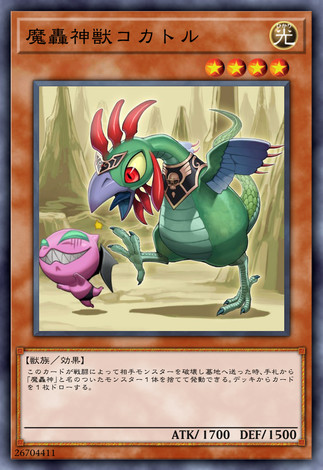 魔轟神獣コカトル
光
【獣族／効果】
このカードが戦闘によって相手モンスターを破壊し墓地へ送った時、手札から
「魔轟神」と名のついたモンスター１体を捨てて発動できる。デッキからカード
を１枚ドローする。
ATK/ 1700 DEF/1500
26704411